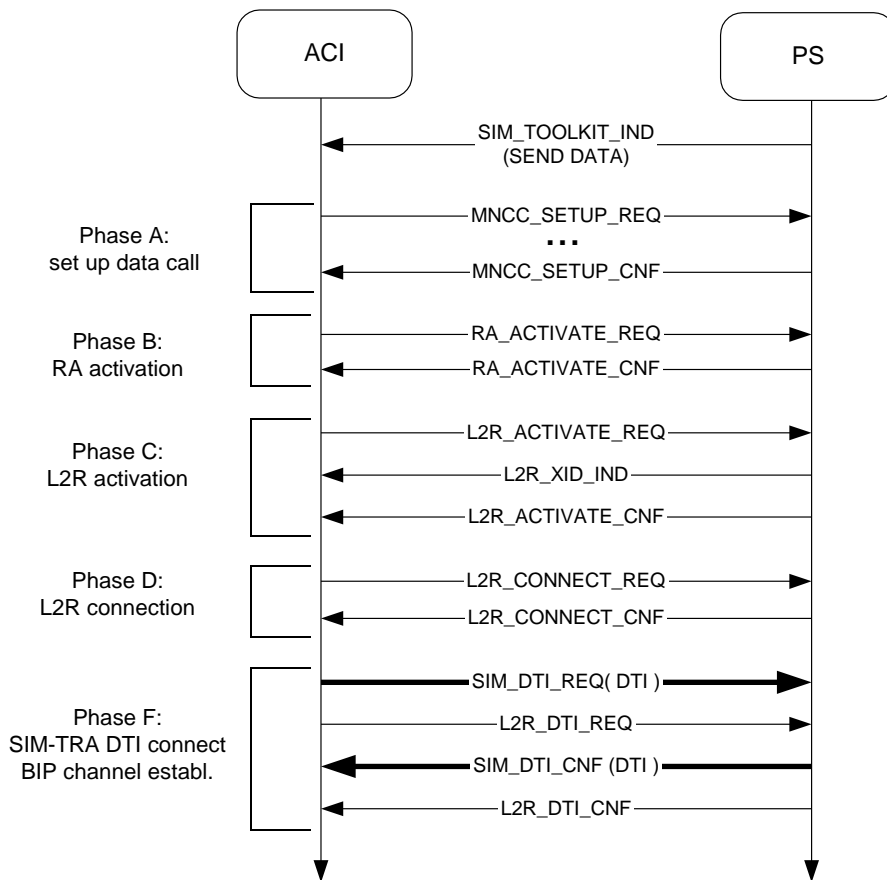 ACI
PS
SIM_TOOLKIT_IND
(SEND DATA)
Phase A:
set up data call
MNCC_SETUP_REQ
...
MNCC_SETUP_CNF
Phase B:
RA activation
RA_ACTIVATE_REQ
RA_ACTIVATE_CNF
Phase C:
L2R activation
L2R_ACTIVATE_REQ
L2R_XID_IND
L2R_ACTIVATE_CNF
Phase D:
L2R connection
L2R_CONNECT_REQ
L2R_CONNECT_CNF
Phase F:
SIM-TRA DTI connect
BIP channel establ.
SIM_DTI_REQ( DTI )
L2R_DTI_REQ
SIM_DTI_CNF (DTI )
L2R_DTI_CNF